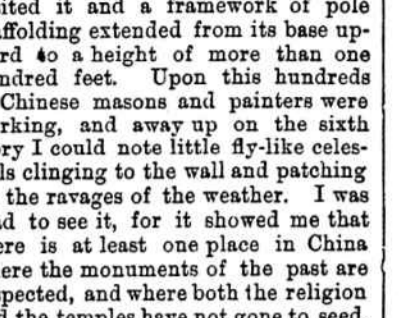 ited it and a framework of pole
affolding extended from its base up-
rd to a height of more than one
ndred feet. Upon this hundreds
Chinese masons and painters were
rking, and away up on the sixth
ry I could note little fly-like celes-
ls clinging to the wall and patching
the ravages of the weather. I was
d to see it, for it showed me that
ere is at least one place in China
ere the monuments of the past are
pected, and where both the religion
d the temples have not gone to seed.